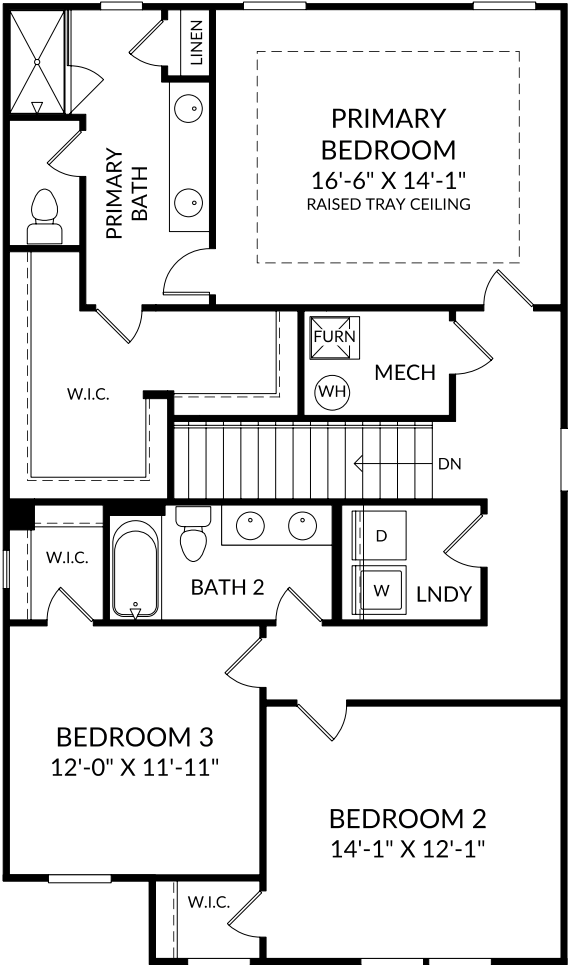 LINEN
PRIMARY
BEDROOM
16'-6" X 14'-1"
RAISED TRAY CEILING
PRIMARY
BATH
FURN
MECH
WH
W.I.C.
DN
D
W.I.C.
BATH 2
W
LNDY
BEDROOM 3
12'-0" X 11'-11"
BEDROOM 2
14'-1" X 12'-1"
W.I.C.